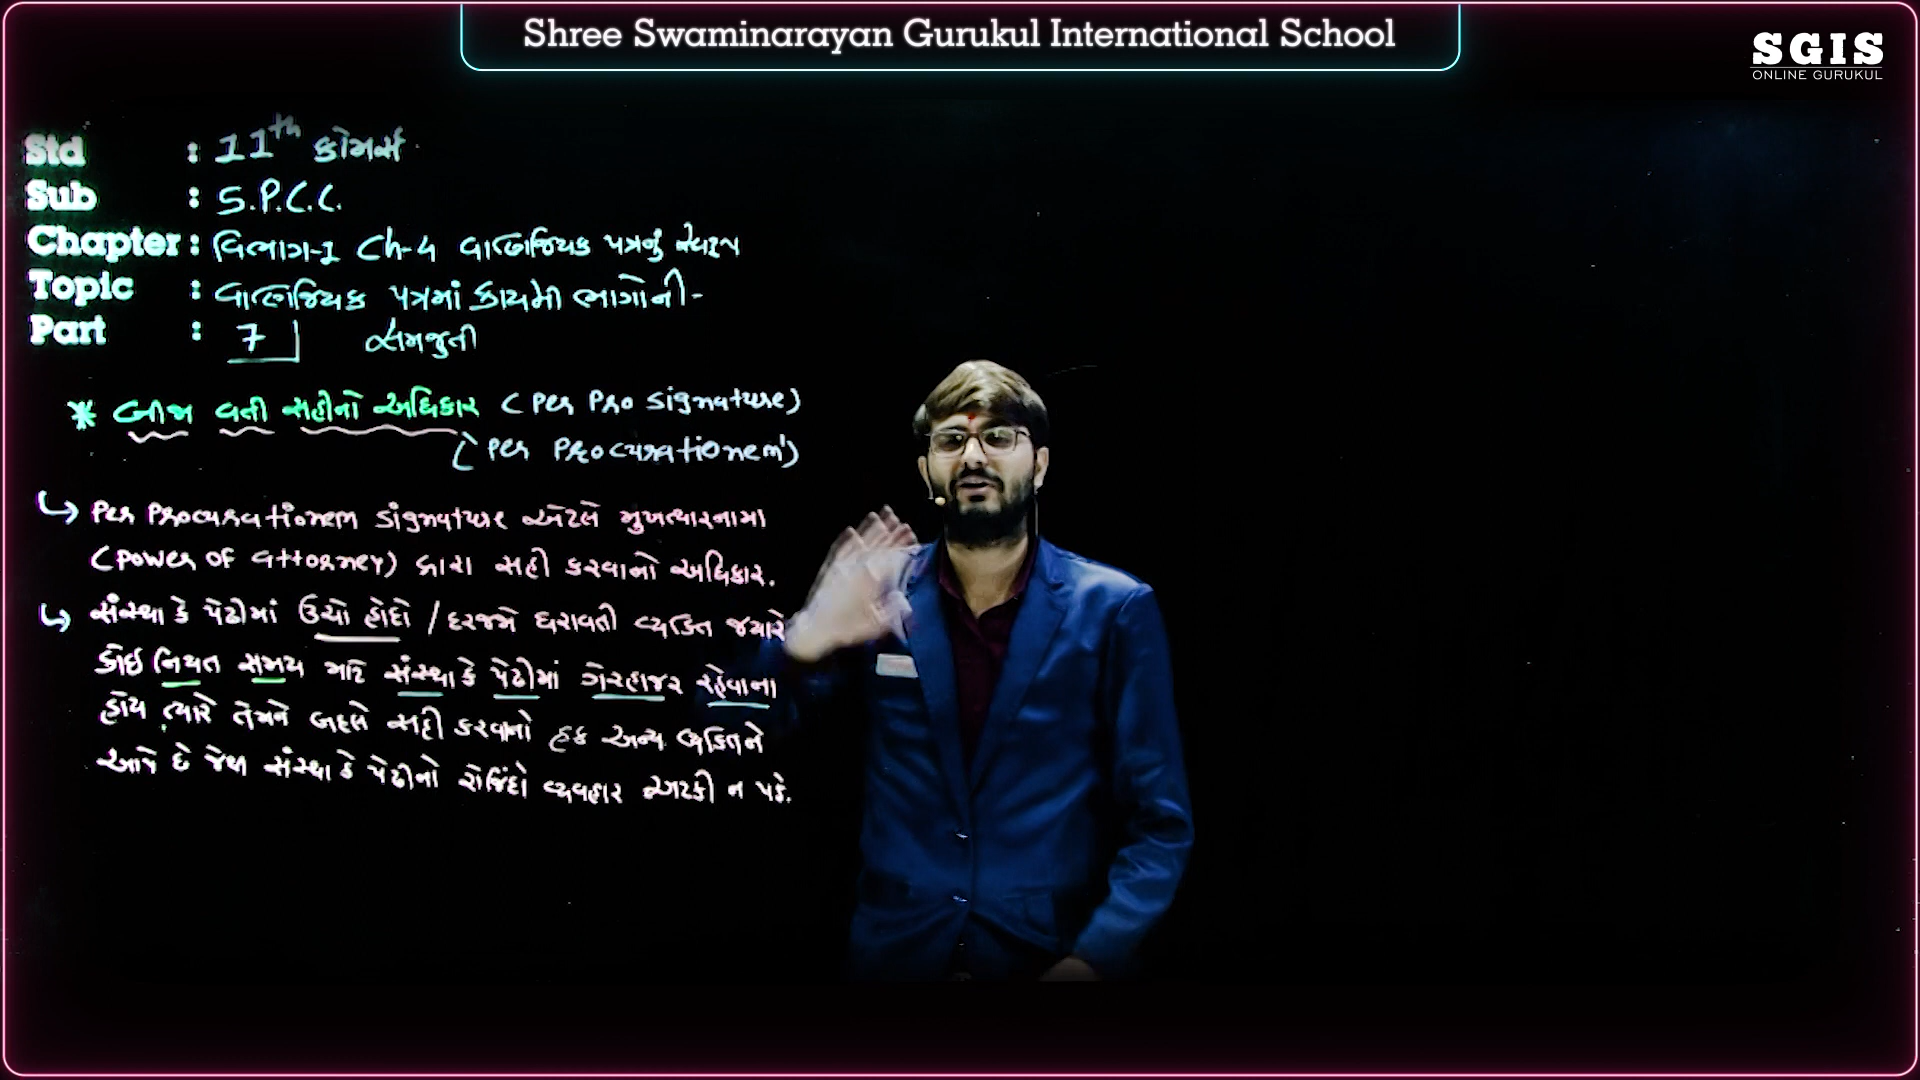 Shree Swaminarayan Gurukul International School
SGIS
ONLINE GURUKUL
Std : 11th કોમર્સ
Sub : S.P.C.C.
Chapter : વિભાગ-1 Ch-4 વાણિજ્યિક પત્રનું સ્વરૂપ
Topic : વાણિજ્યિક પત્રમાં કાયમી ભાગોની-
Part : 7 સમજુતી
* બીજા વતી સહીનો અધિકાર (Per Pro Signature)
(Per Procurationem)
↳ Per Procurationem signature એટલે મુખત્યારનામા
(Power of attorney) દ્વારા સહી કરવાનો અધિકાર.
↳ સંસ્થા કે પેઢીમાં ઉચો હોદો / દરજજો ધરાવતી વ્યક્તિ જયારે
કોઇ નિયત સમય માટે સંસ્થા કે પેઢીમાં ગેરહાજર રહેવાના
હોય ત્યારે તેમને બદલે સહી કરવાનો હક અન્ય વ્યક્તિને
આપે છે જેથી સંસ્થા કે પેઢીનો રોજિંદો વ્યવહાર અટકી ન પડે.